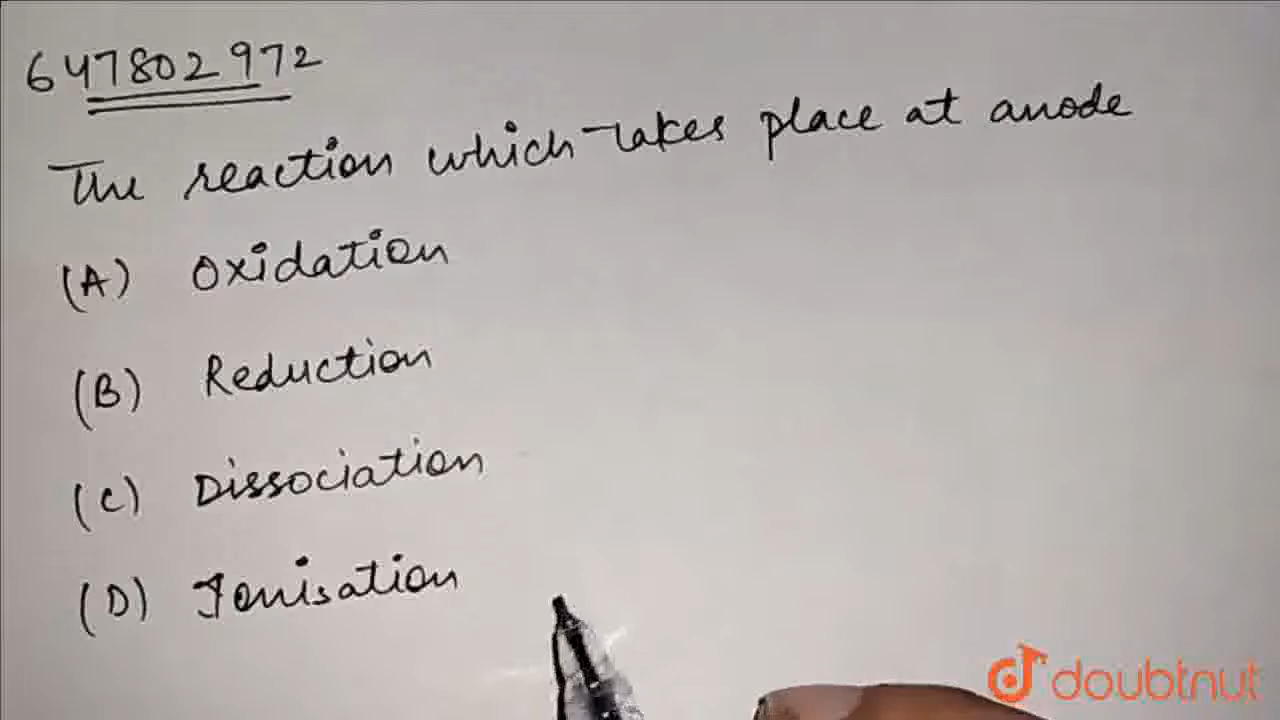 647802972
The reaction which takes place at anode
(A) Oxidation
(B) Reduction
(C) Dissociation
(D) Ionisation
doubtnut